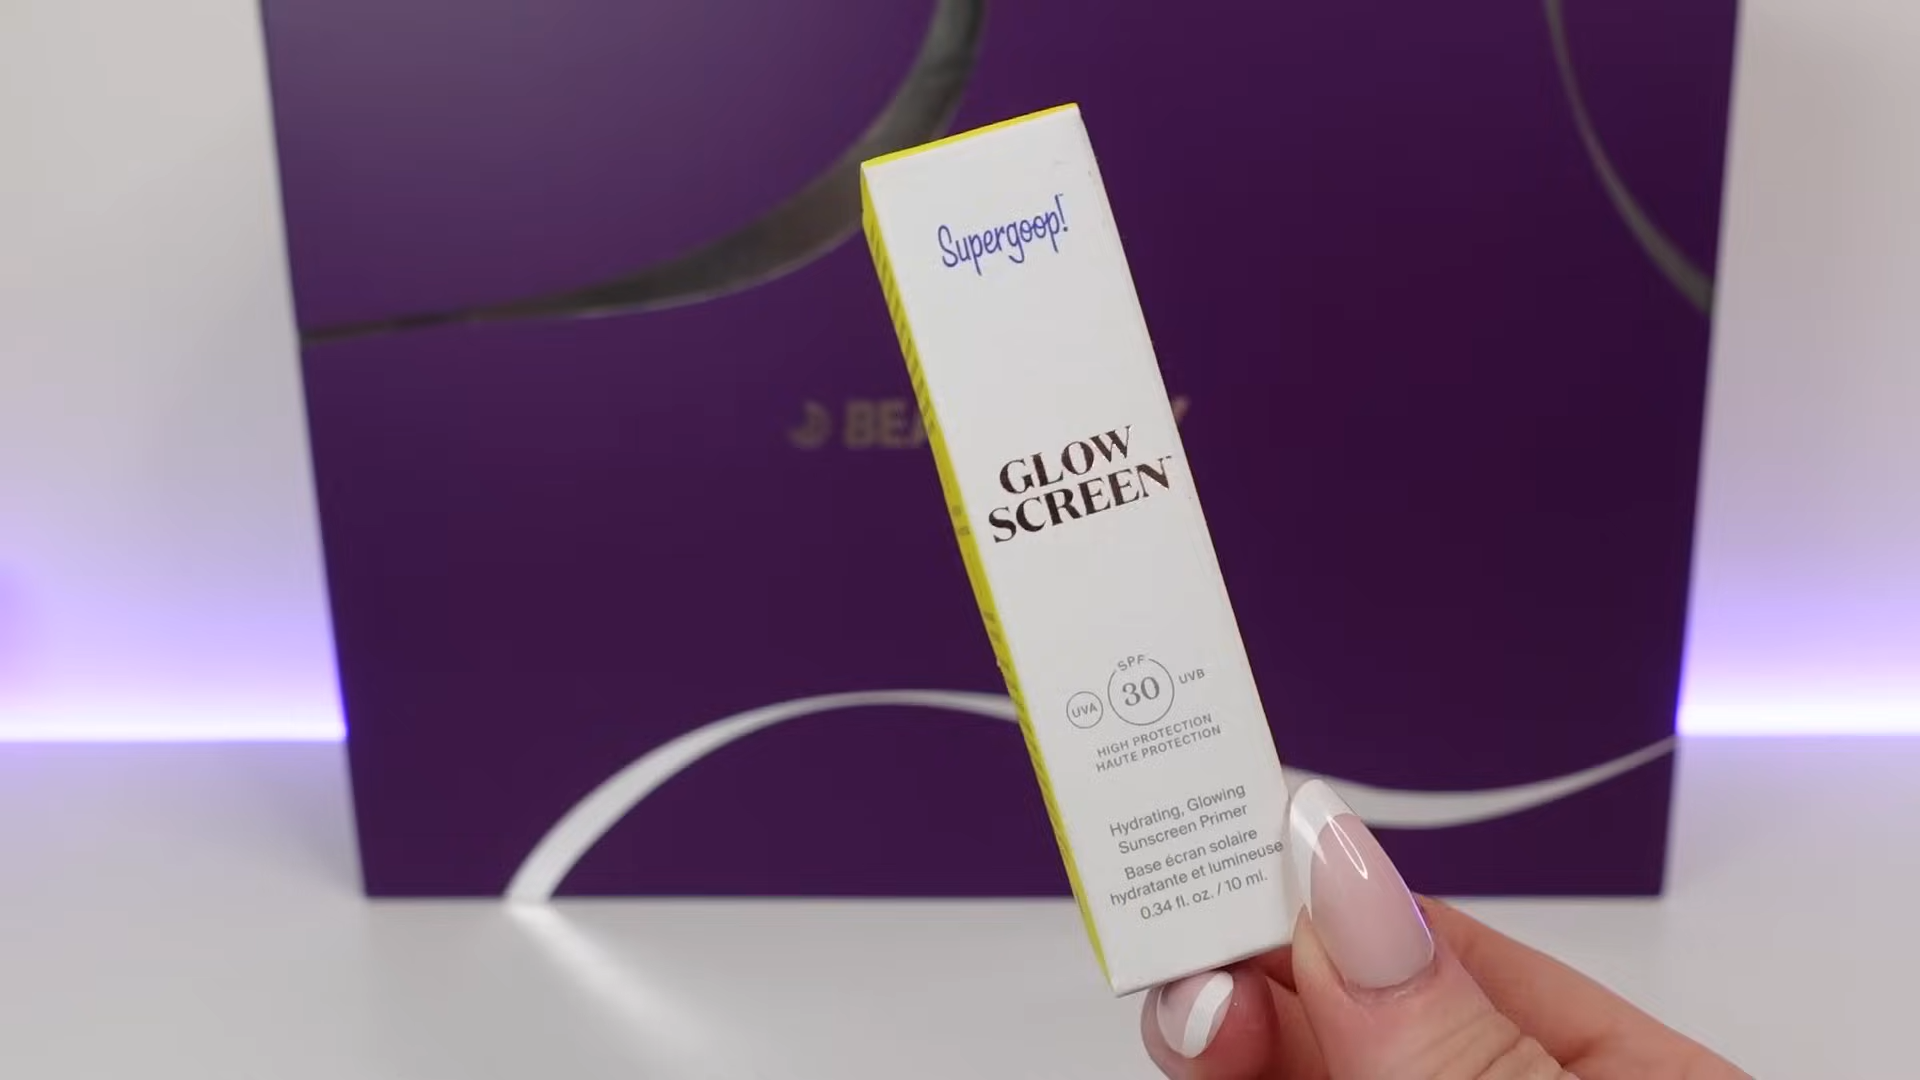 Supergoop!
GLOW
SCREEN™
SPF
UVA 30 UVB
HIGH PROTECTION
HAUTE PROTECTION
Hydrating, Glowing
Sunscreen Primer
Base écran solaire
hydratante et lumineuse
0.34 fl. oz. / 10 ml.